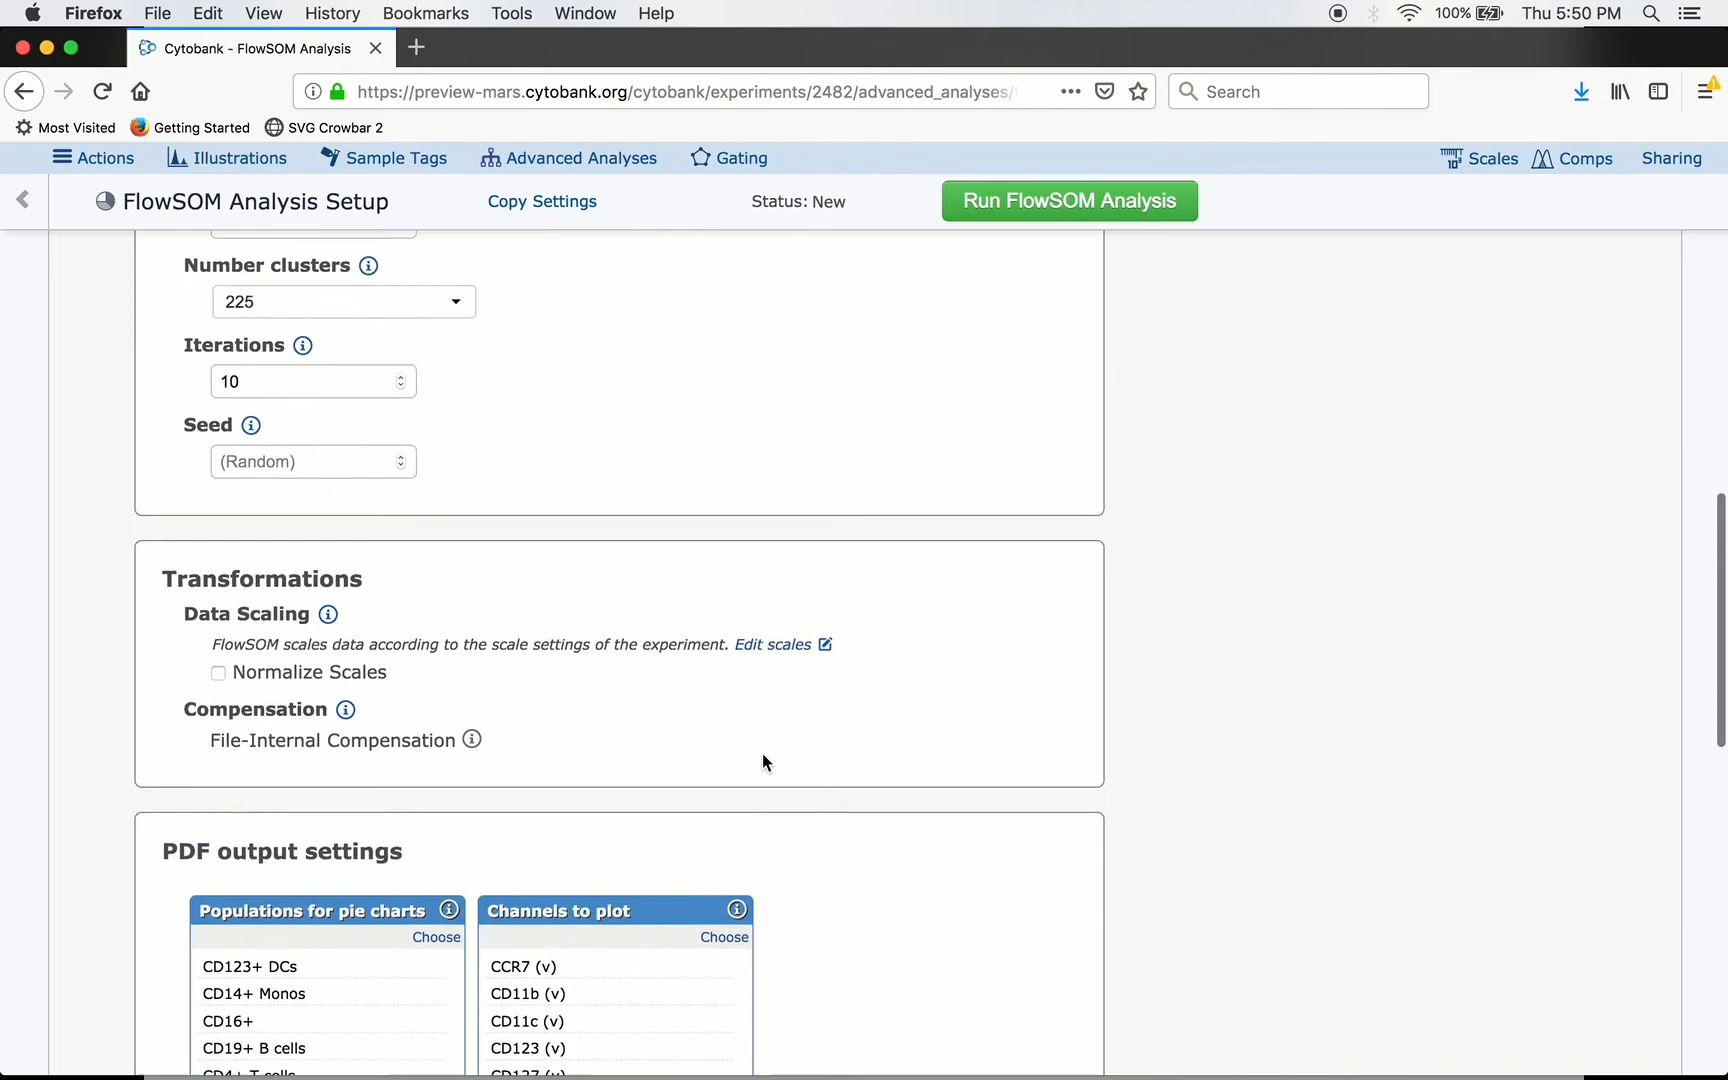 Firefox File Edit View History Bookmarks Tools Window Help 100% Thu 5:50 PM
Cytobank - FlowSOM Analysis
https://preview-mars.cytobank.org/cytobank/experiments/2482/advanced_analyses/ Search
Most Visited Getting Started SVG Crowbar 2
Actions Illustrations Sample Tags Advanced Analyses Gating Scales Comps Sharing
FlowSOM Analysis Setup Copy Settings Status: New Run FlowSOM Analysis
Number clusters
225
Iterations
10
Seed
(Random)
Transformations
Data Scaling
FlowSOM scales data according to the scale settings of the experiment. Edit scales
Normalize Scales
Compensation
File-Internal Compensation
PDF output settings
Populations for pie charts Channels to plot
Choose Choose
CD123+ DCs CCR7 (v)
CD14+ Monos CD11b (v)
CD16+ CD11c (v)
CD19+ B cells CD123 (v)
CD4+ T cells CD127 (v)